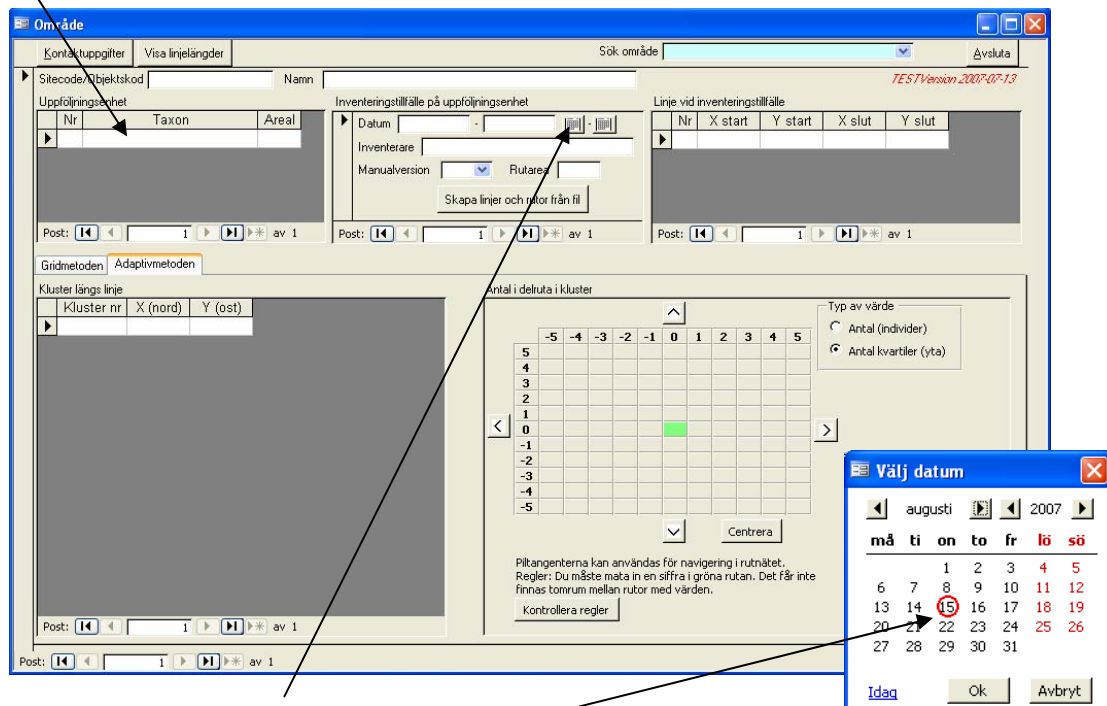 Område
Kontaktuppgifter Visa linjelängder Sök område Avsluta
Sitecode/Objektskod Namn TESTVersion 2007-07-13
Uppföljningsenhet Inventeringstillfälle på uppföljningsenhet Linje vid inventeringstillfälle
Nr Taxon Areal Datum - - Nr X start Y start X slut Y slut
Inventerare
Manualversion Rutarea
Skapa linjer och rutor från fil
Post: 1 av 1 Post: 1 av 1 Post: 1 av 1
Gridmetoden Adaptivmetoden
Kluster längs linje Antal i delruta i kluster
Kluster nr X (nord) Y (ost) Typ av värde
Antal (individer)
-5 -4 -3 -2 -1 0 1 2 3 4 5
Antal kvartiler (yta)
5
4
3
2
1
0
-1
-2
-3
-4
-5
Centrera
Piltangenterna kan användas för navigering i rutnätet.
Regler: Du måste mata in en siffra i gröna rutan. Det får inte
finnas tomrum mellan rutor med värden.
Kontrollera regler
Post: 1 av 1
Post: 1 av 1
Välj datum
augusti 2007
må ti on to fr lö sö
1 2 3 4 5
6 7 8 9 10 11 12
13 14 15 16 17 18 19
20 21 22 23 24 25 26
27 28 29 30 31
Idag Ok Avbryt